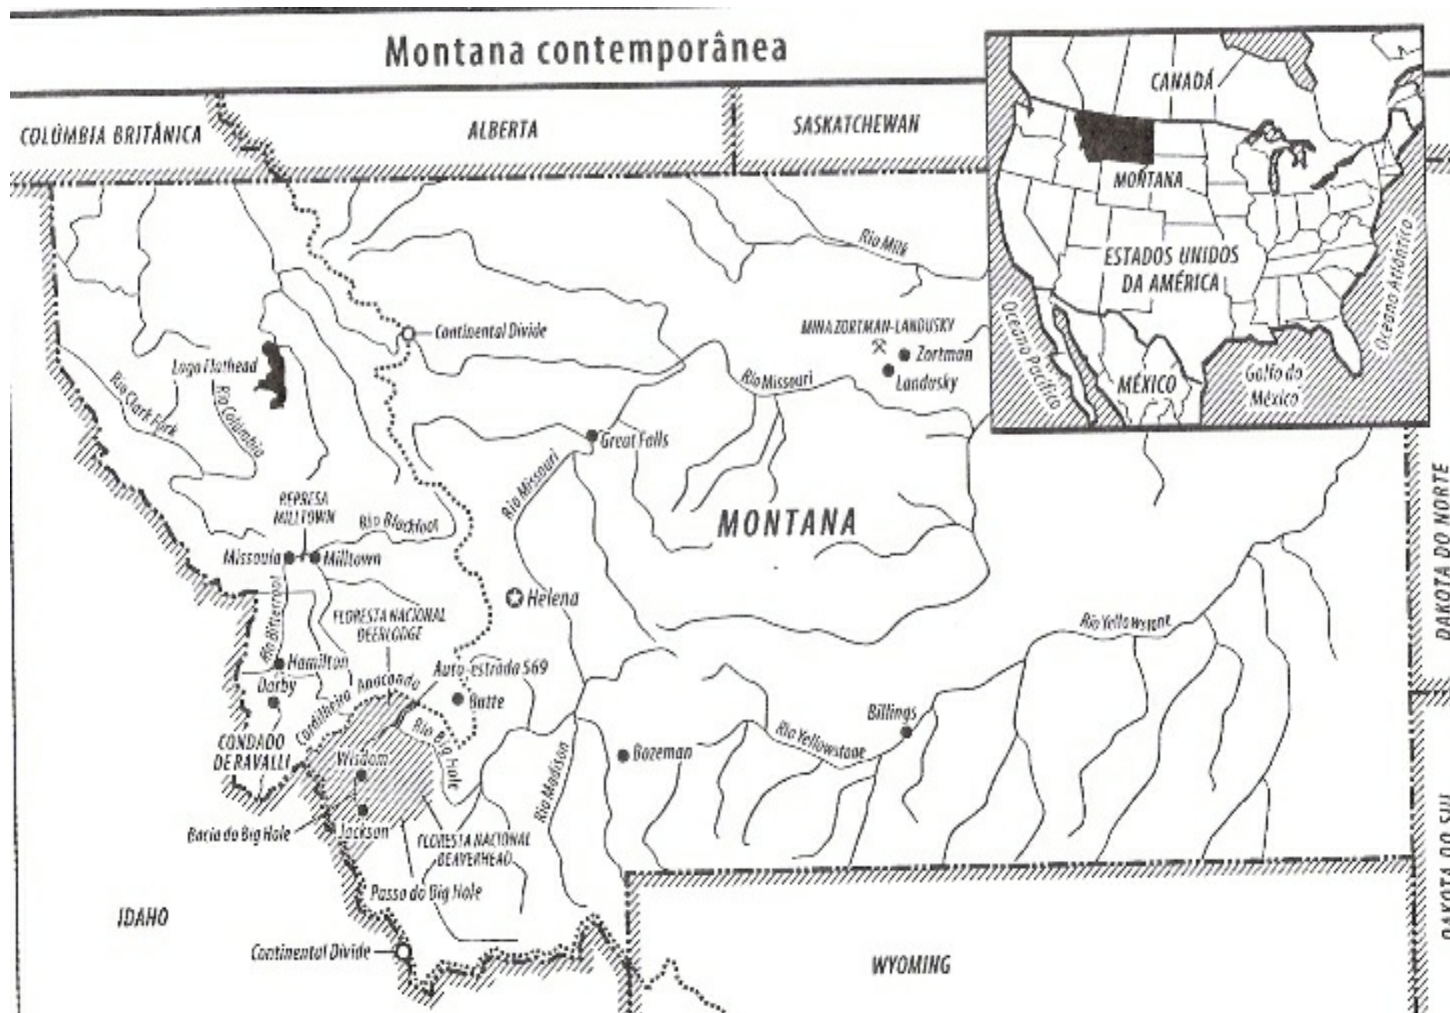 Montana contemporânea
COLÚMBIA BRITÂNICA
ALBERTA
SASKATCHEWAN
CANADÁ
MONTANA
ESTADOS UNIDOS
DA AMÉRICA
MÉXICO
Oceano Pacífico
Golfo do
México
Oceano Atlântico
Rio Milk
Continental Divide
MINA ZORTMAN-LANDUSKY
Zortman
Landusky
Lago Flathead
Rio Clark Fork
Rio Colúmbia
Rio Missouri
Great Falls
Rio Missouri
MONTANA
REPRESA
MILLTOWN
Rio Blackfoot
Missoula
Milltown
Helena
Rio Bitterroot
FLORESTA NACIONAL
DEERLODGE
Rio Yellowstone
Hamilton
Darby
Auto-estrada 569
Cordilheira Anaconda
Butte
Billings
CONDADO
DE RAVALLI
Rio Big Hole
Wisdom
Rio Madison
Bozeman
Rio Yellowstone
Bacia do Big Hole
Jackson
FLORESTA NACIONAL
BEAVERHEAD
Passo do Big Hole
IDAHO
Continental Divide
WYOMING
DAKOTA DO NORTE
DAKOTA DO SUL